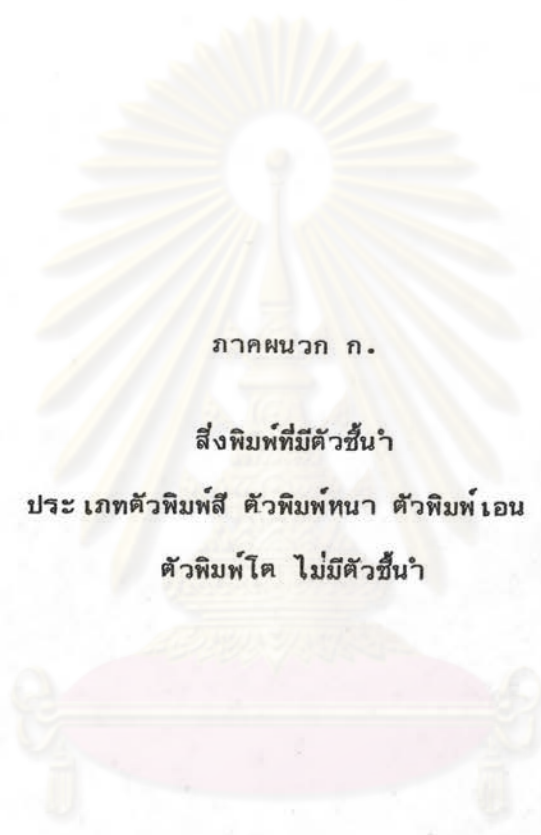 ภาคผนวก ก.
สิ่งพิมพ์ที่มีตัวชี้นำ
ประเภทตัวพิมพ์สี ตัวพิมพ์หนา ตัวพิมพ์เอน
ตัวพิมพ์โต ไม่มีตัวชี้นำ